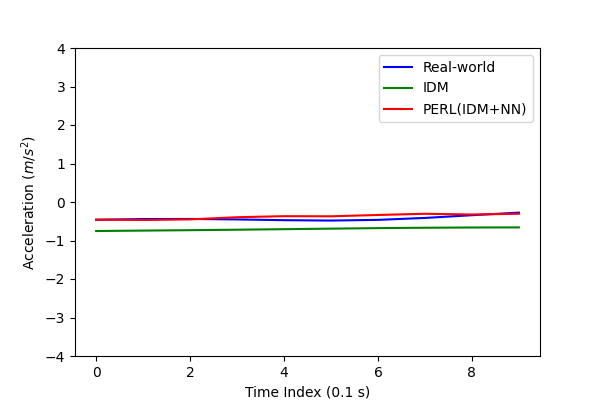 Real-world
IDM
PERL(IDM+NN)
4
3
2
1
0
−1
−2
−3
−4
Acceleration (m/s²)
0 2 4 6 8
Time Index (0.1 s)